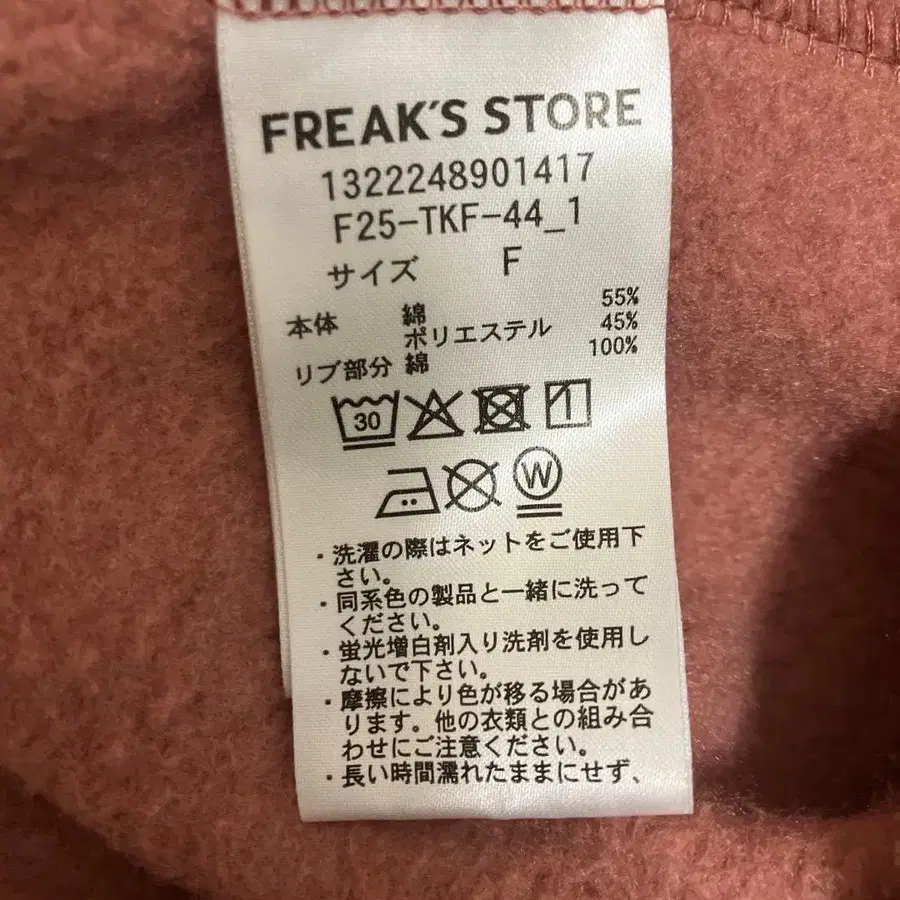 FREAK'S STORE
1322248901417
F25-TKF-44_1
サイズ F
本体 綿 55%
ポリエステル 45%
リブ部分 綿 100%
30
W
・洗濯の際はネットをご使用下
さい。
・同系色の製品と一緒に洗って
ください。
・蛍光増白剤入り洗剤を使用し
ないで下さい。
・摩擦により色が移る場合があ
ります。他の衣類との組み合
わせにご注意ください。
・長い時間濡れたままにせず、